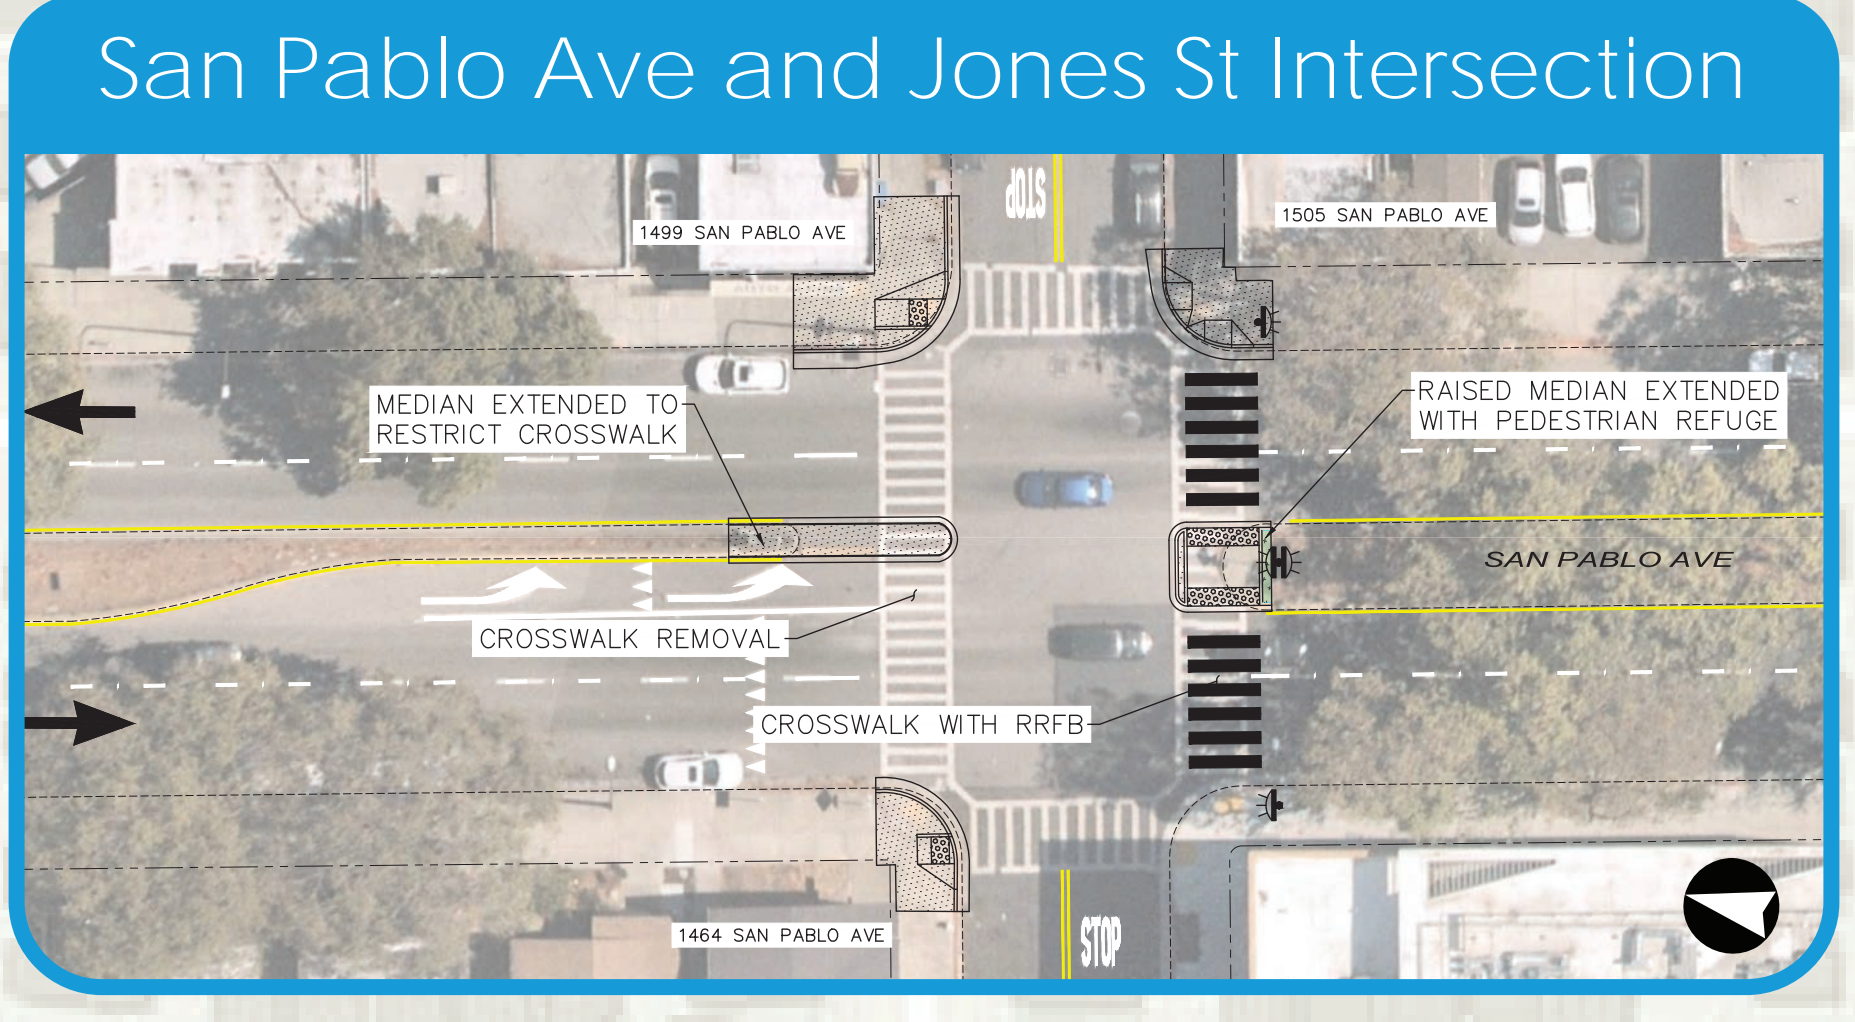 San Pablo Ave and Jones St Intersection
STOP
1499 SAN PABLO AVE
1505 SAN PABLO AVE
MEDIAN EXTENDED TO
RESTRICT CROSSWALK
RAISED MEDIAN EXTENDED
WITH PEDESTRIAN REFUGE
SAN PABLO AVE
CROSSWALK REMOVAL
CROSSWALK WITH RRFB
1464 SAN PABLO AVE
STOP